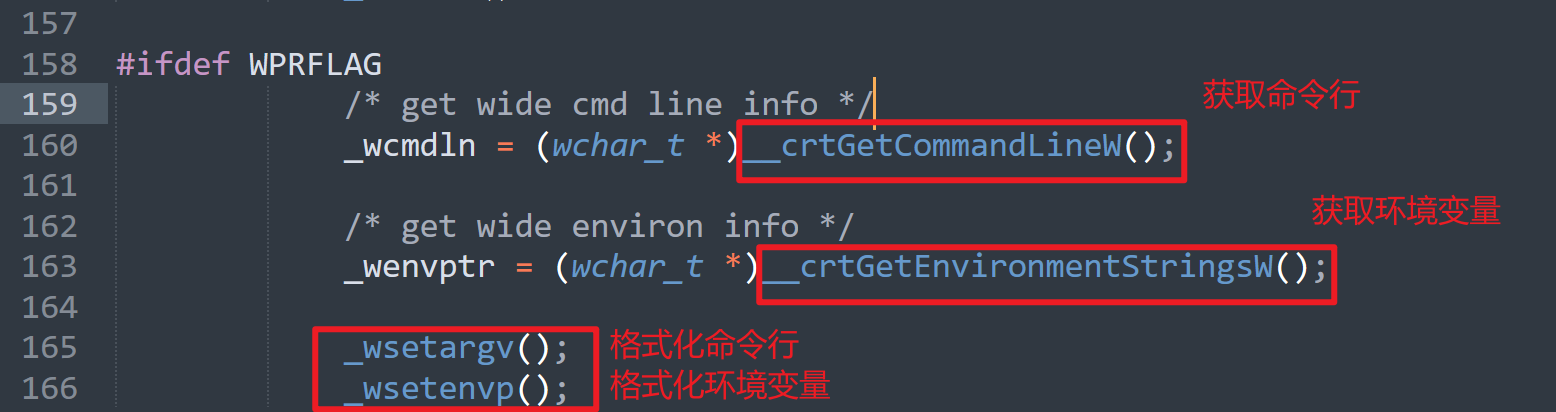 157
158 #ifdef WPRFLAG
159 /* get wide cmd line info */ 获取命令行
160 _wcmdln = (wchar_t *)__crtGetCommandLineW();
161
162 /* get wide environ info */ 获取环境变量
163 _wenvptr = (wchar_t *)__crtGetEnvironmentStringsW();
164
165 _wsetargv(); 格式化命令行
166 _wsetenvp(); 格式化环境变量